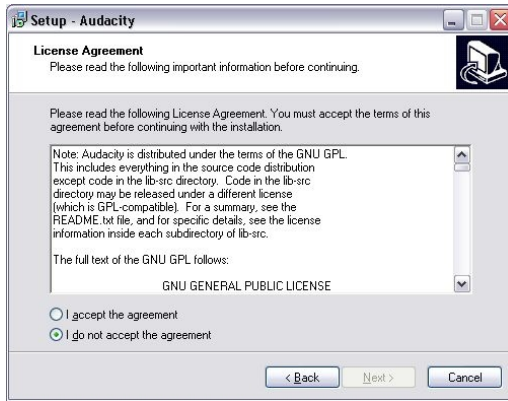 Setup - Audacity
License Agreement
Please read the following important information before continuing.
Please read the following License Agreement. You must accept the terms of this
agreement before continuing with the installation.
Note: Audacity is distributed under the terms of the GNU GPL.
This includes everything in the source code distribution
except code in the lib-src directory. Code in the lib-src
directory may be released under a different license
(which is GPL-compatible). For a summary, see the
README.txt file, and for specific details, see the license
information inside each subdirectory of lib-src.
The full text of the GNU GPL follows:
GNU GENERAL PUBLIC LICENSE
I accept the agreement
I do not accept the agreement
< Back Next > Cancel